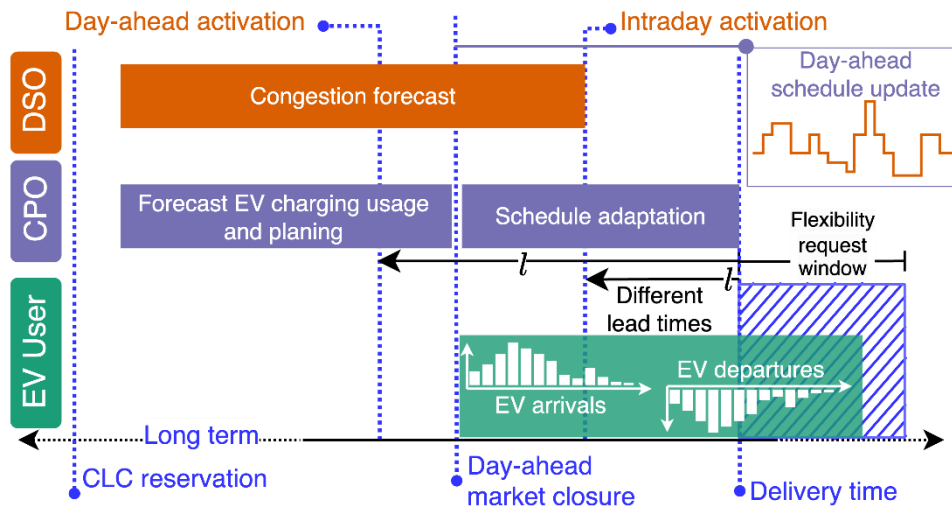 Day-ahead activation
Intraday activation
DSO
Congestion forecast
Day-ahead
schedule update
CPO
Forecast EV charging usage
and planing
Schedule adaptation
Flexibility
request
window
l
l
Different
lead times
EV User
EV arrivals
EV departures
Long term
CLC reservation
Day-ahead
market closure
Delivery time